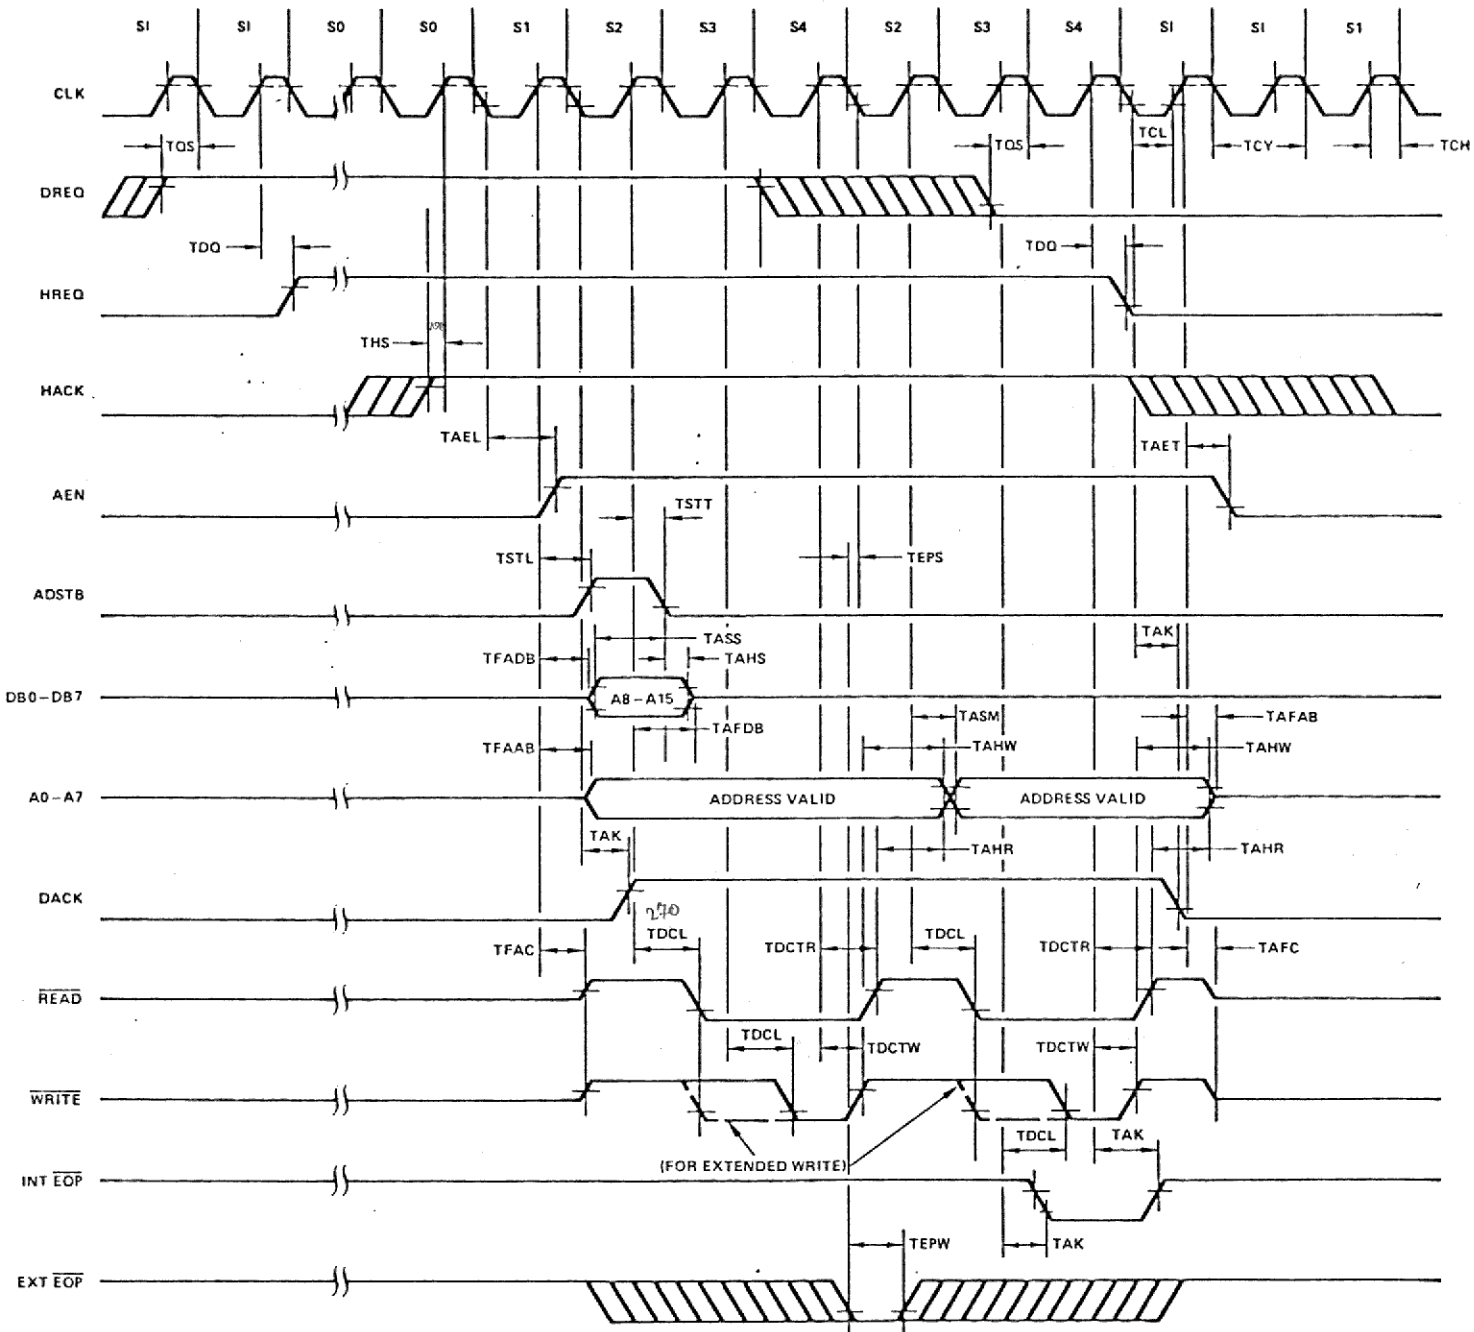 SI SI S0 S0 S1 S2 S3 S4 S2 S3 S4 SI SI S1
CLK
TCL
TQS TQS TCY TCH
DREQ
TDQ TDQ
HREQ
THS
HACK
TAEL TAET
AEN
TSTT
TSTL TEPS
ADSTB
TASS TAK
TFADB TAHS
DB0-DB7 A8-A15
TASM TAFAB
TAFDB
TFAAB TAHW TAHW
A0-A7 ADDRESS VALID ADDRESS VALID
TAK
TAHR TAHR
DACK
270
TFAC TDCL TDCTR TDCL TDCTR TAFC
READ
TDCL TDCTW TDCTW
WRITE
TDCL TAK
(FOR EXTENDED WRITE)
INT EOP
TEPW TAK
EXT EOP